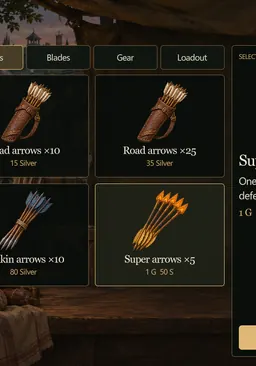 s
Blades
Gear
Loadout
SELECT
ad arrows ×10
15 Silver
Road arrows ×25
35 Silver
kin arrows ×10
80 Silver
Super arrows ×5
1 G 50 S
Su
One
defe
1 G